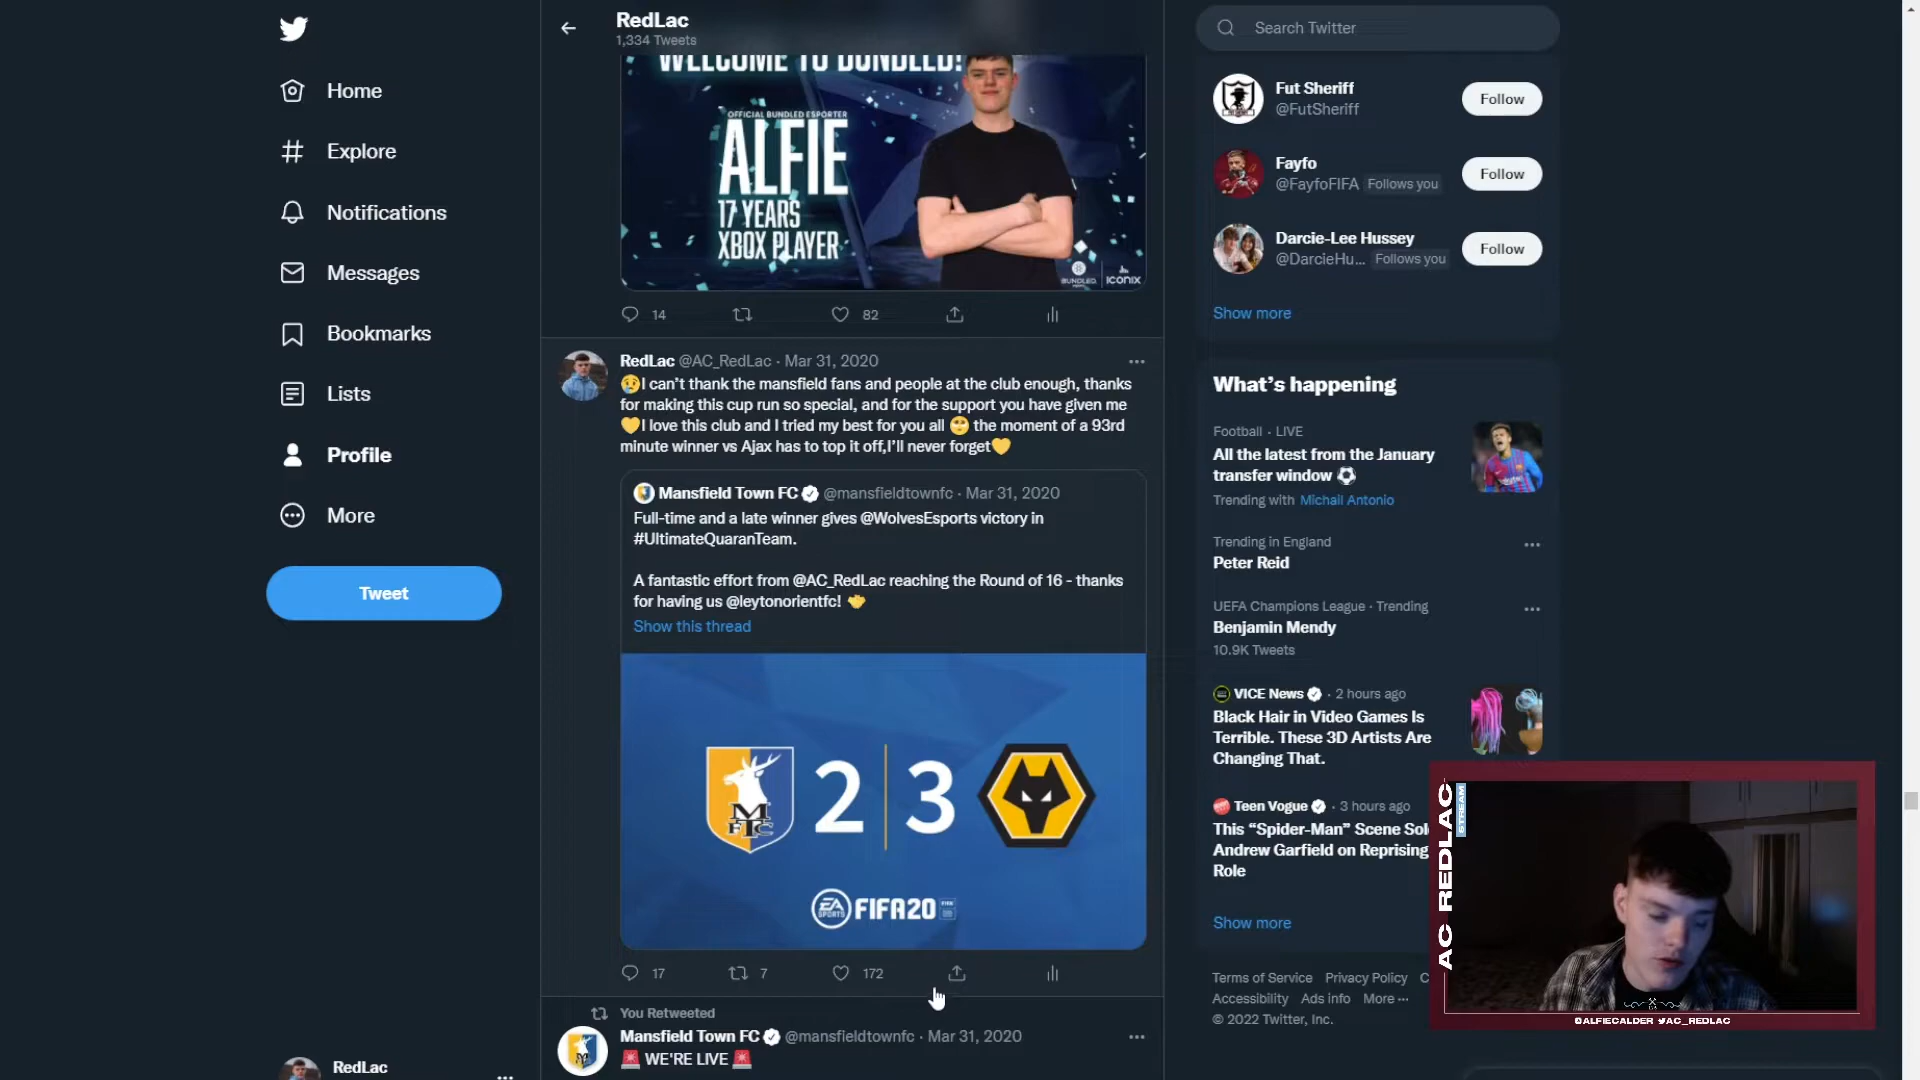 RedLac
1,334 Tweets
Home
Explore
Notifications
Messages
Bookmarks
Lists
Profile
More
Tweet
RedLac
WELCOME TO BUNDLED!
OFFICIAL BUNDLED ESPORTER
ALFIE
17 YEARS
XBOX PLAYER
BUNDLED
ICONIX
14 82
RedLac @AC_RedLac · Mar 31, 2020
😢I can't thank the mansfield fans and people at the club enough, thanks
for making this cup run so special, and for the support you have given me
💛I love this club and I tried my best for you all 🥺 the moment of a 93rd
minute winner vs Ajax has to top it off,I'll never forget💛
Mansfield Town FC @mansfieldtownfc · Mar 31, 2020
Full-time and a late winner gives @WolvesEsports victory in
#UltimateQuaranTeam.
A fantastic effort from @AC_RedLac reaching the Round of 16 - thanks
for having us @leytonorientfc! 🤝
Show this thread
MTFC
2 3
EA SPORTS FIFA20
17 7 172
You Retweeted
Mansfield Town FC @mansfieldtownfc · Mar 31, 2020
🚨 WE'RE LIVE 🚨
Search Twitter
Fut Sheriff
@FutSheriff
Follow
Fayfo
@FayfoFIFA Follows you
Follow
Darcie-Lee Hussey
@DarcieHu... Follows you
Follow
Show more
What's happening
Football · LIVE
All the latest from the January
transfer window ⚽
Trending with Michail Antonio
Trending in England
Peter Reid
UEFA Champions League · Trending
Benjamin Mendy
10.9K Tweets
VICE News · 2 hours ago
Black Hair in Video Games Is
Terrible. These 3D Artists Are
Changing That.
Teen Vogue · 3 hours ago
This “Spider-Man” Scene Sol
Andrew Garfield on Reprising
Role
Show more
Terms of Service Privacy Policy C
Accessibility Ads info More ···
© 2022 Twitter, Inc.
AC REDLAC
STREAM
@ALFIECALDER @AC_REDLAC